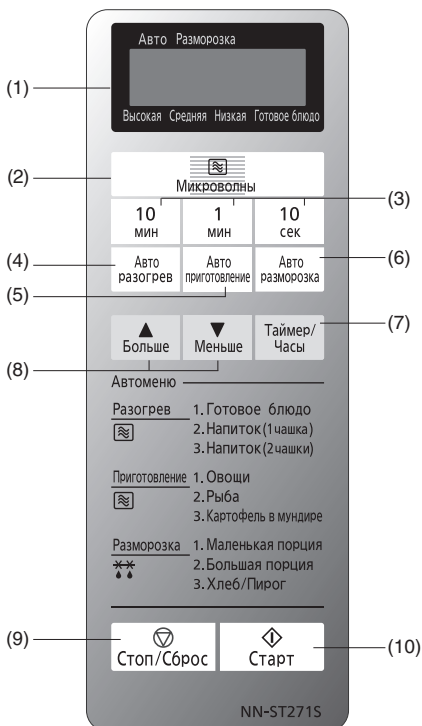 Авто Разморозка
(1)
Высокая Средняя Низкая Готовое блюдо
(2)
Микроволны
(3)
10 мин
1 мин
10 сек
(4)
Авто разогрев
(5)
Авто приготовление
(6)
Авто разморозка
(7)
▲ Больше
▼ Меньше
Таймер/Часы
(8)
Автоменю
Разогрев
1. Готовое блюдо
2. Напиток (1 чашка)
3. Напиток (2 чашки)
Приготовление
1. Овощи
2. Рыба
3. Картофель в мундире
Разморозка
1. Маленькая порция
2. Большая порция
3. Хлеб/Пирог
(9)
Стоп/Сброс
Старт
(10)
NN-ST271S